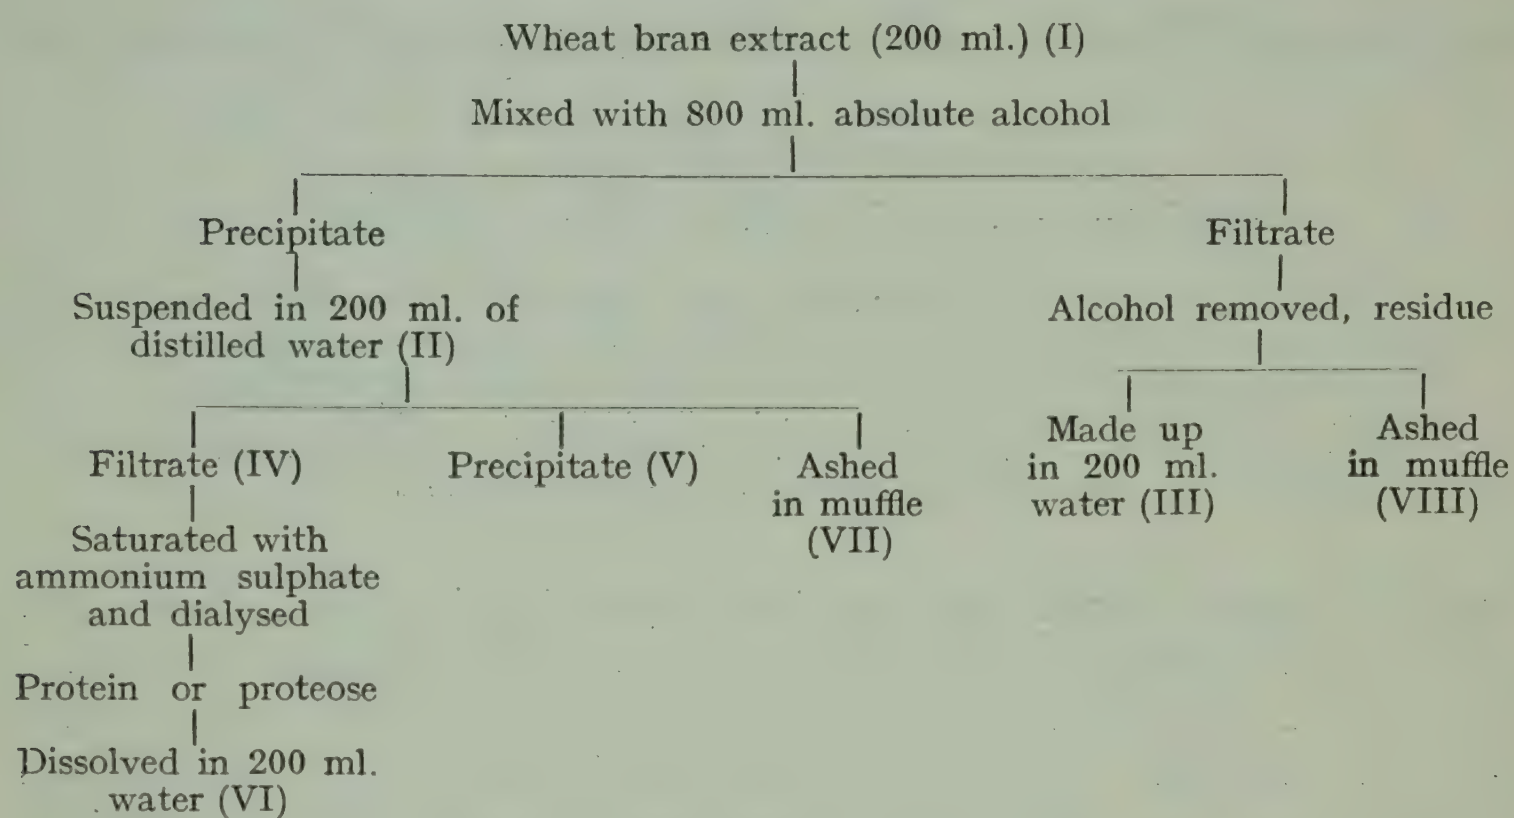 Wheat bran extract (200 ml.) (I)
Mixed with 800 ml. absolute alcohol
Precipitate
Filtrate
Suspended in 200 ml. of
distilled water (II)
Alcohol removed, residue
Filtrate (IV)
Precipitate (V)
Ashed
in muffle
(VII)
Made up
in 200 ml.
water (III)
Ashed
in muffle
(VIII)
Saturated with
ammonium sulphate
and dialysed
Protein or proteose
Dissolved in 200 ml.
water (VI)